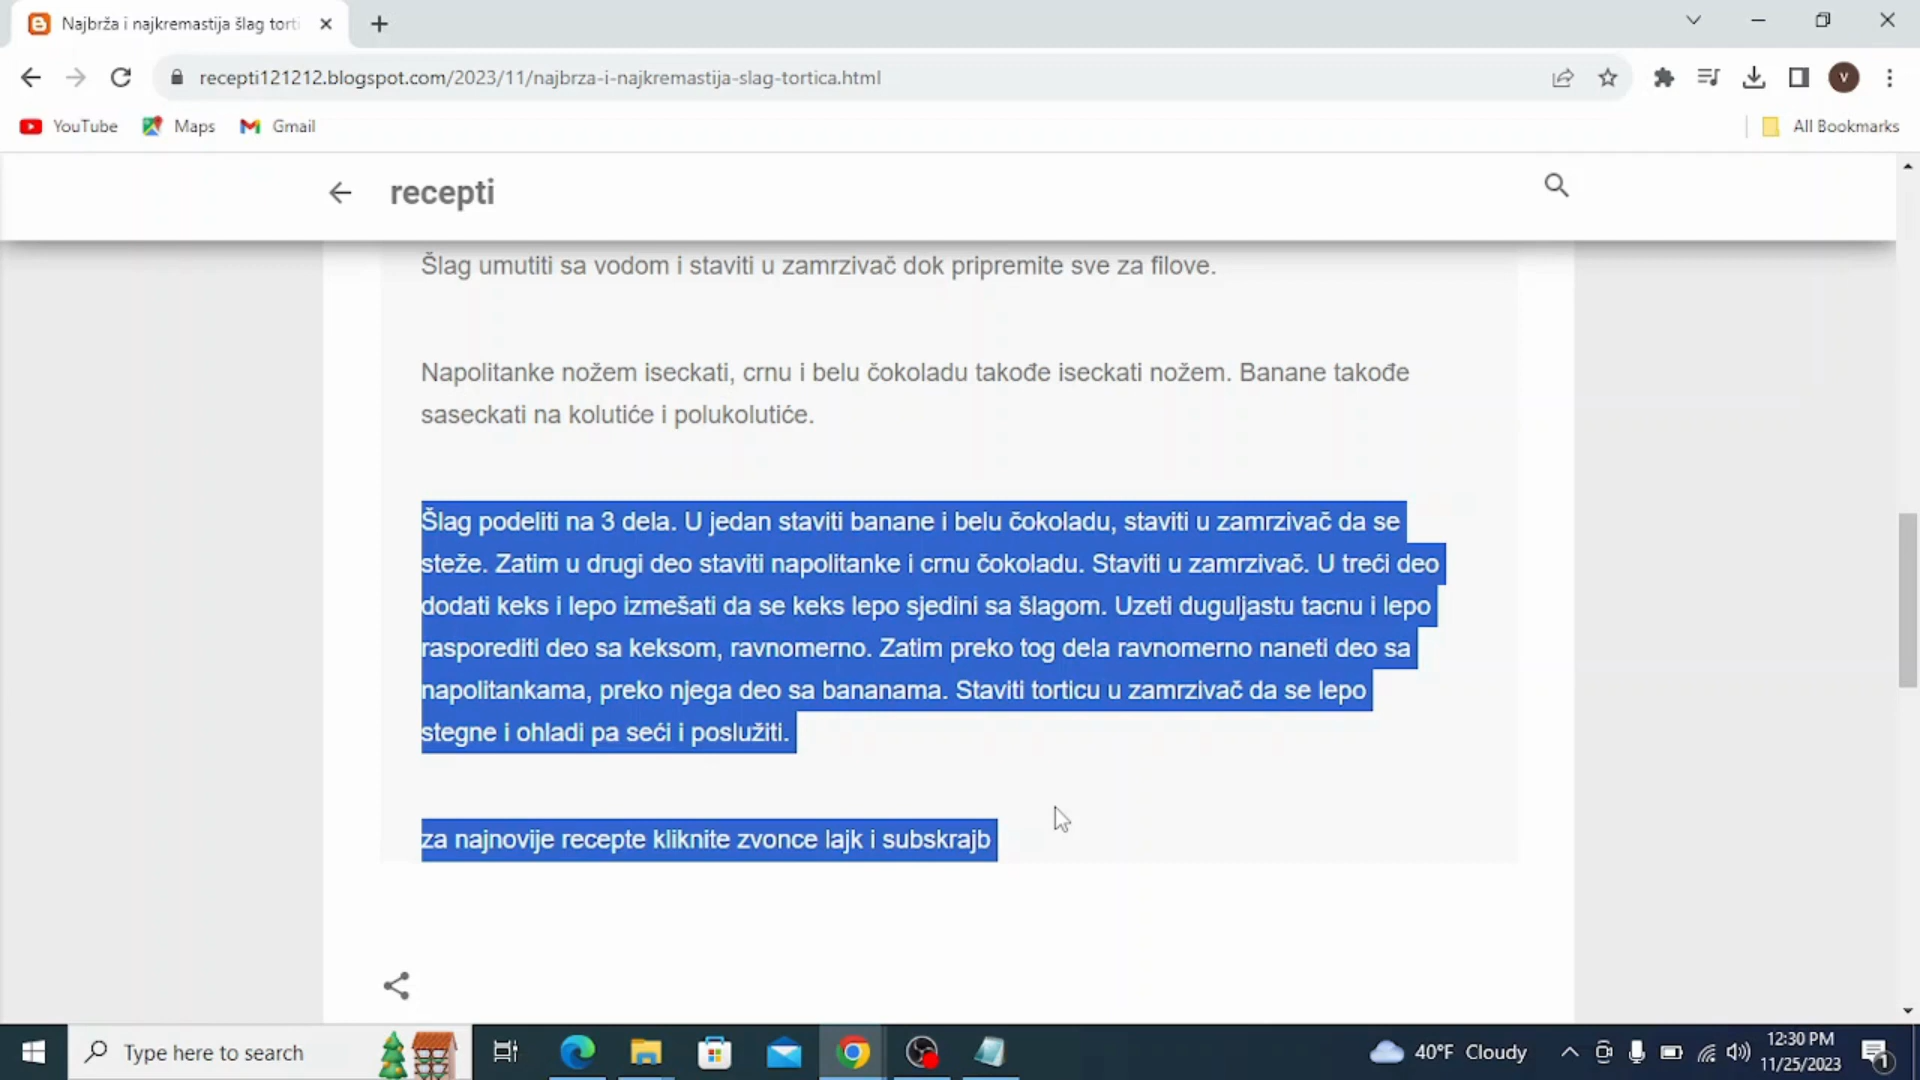 Najbrža i najkremastija šlag torti
recepti121212.blogspot.com/2023/11/najbrza-i-najkremastija-slag-tortica.html
V
YouTube
Maps
Gmail
All Bookmarks
recepti
Šlag umutiti sa vodom i staviti u zamrzivač dok pripremite sve za filove.
Napolitanke nožem iseckati, crnu i belu čokoladu takođe iseckati nožem. Banane takođe
saseckati na kolutiće i polukolutiće.
Šlag podeliti na 3 dela. U jedan staviti banane i belu čokoladu, staviti u zamrzivač da se
steže. Zatim u drugi deo staviti napolitanke i crnu čokoladu. Staviti u zamrzivač. U treći deo
dodati keks i lepo izmešati da se keks lepo sjedini sa šlagom. Uzeti duguljastu tacnu i lepo
rasporediti deo sa keksom, ravnomerno. Zatim preko tog dela ravnomerno naneti deo sa
napolitankama, preko njega deo sa bananama. Staviti torticu u zamrzivač da se lepo
stegne i ohladi pa seći i poslužiti.
za najnovije recepte kliknite zvonce lajk i subskrajb
Type here to search
40°F Cloudy
12:30 PM
11/25/2023
1